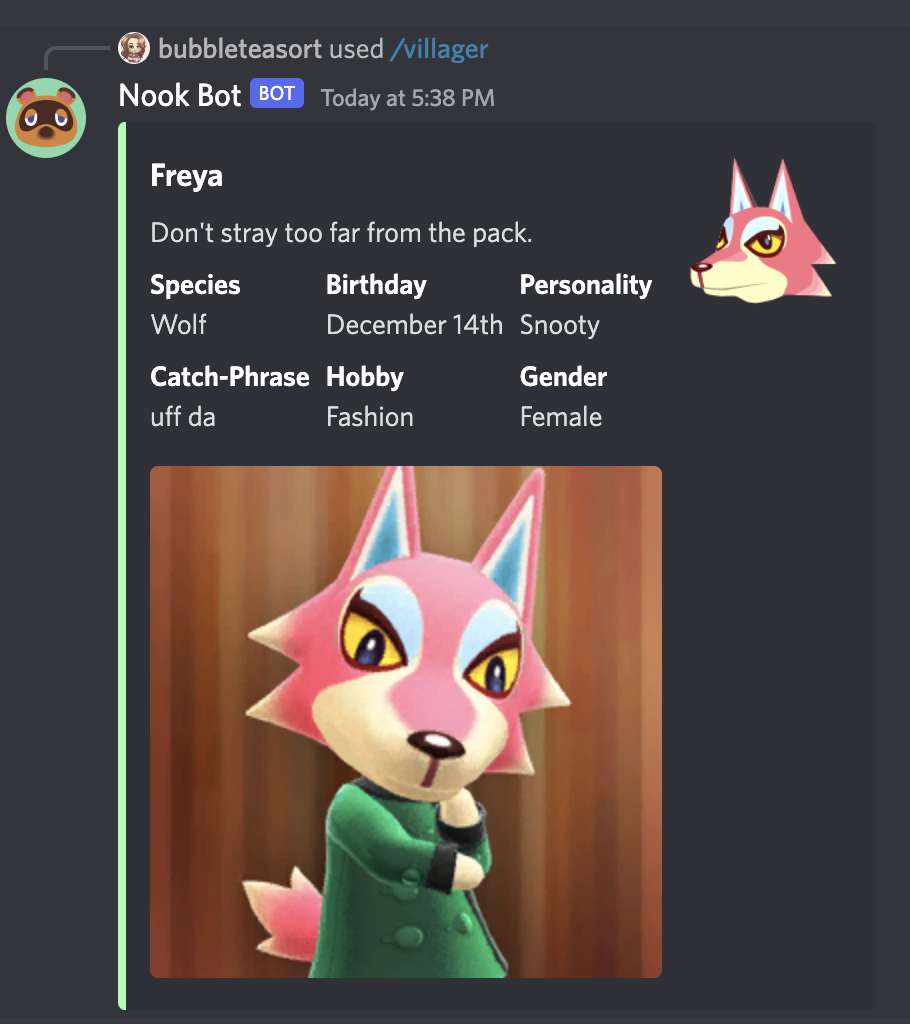 bubbleteasort used /villager
Nook Bot BOT Today at 5:38 PM
Freya
Don't stray too far from the pack.
Species Birthday Personality
Wolf December 14th Snooty
Catch-Phrase Hobby Gender
uff da Fashion Female